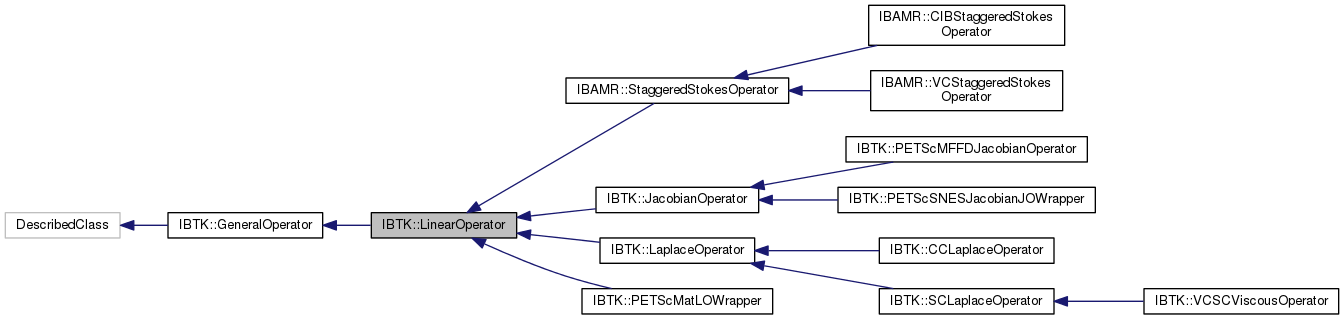 IBAMR::CIBStaggeredStokes
Operator
IBAMR::StaggeredStokesOperator
IBAMR::VCStaggeredStokes
Operator
IBTK::PETScMFFDJacobianOperator
IBTK::JacobianOperator
IBTK::PETScSNESJacobianJOWrapper
DescribedClass
IBTK::GeneralOperator
IBTK::LinearOperator
IBTK::LaplaceOperator
IBTK::CCLaplaceOperator
IBTK::PETScMatLOWrapper
IBTK::SCLaplaceOperator
IBTK::VCSCViscousOperator